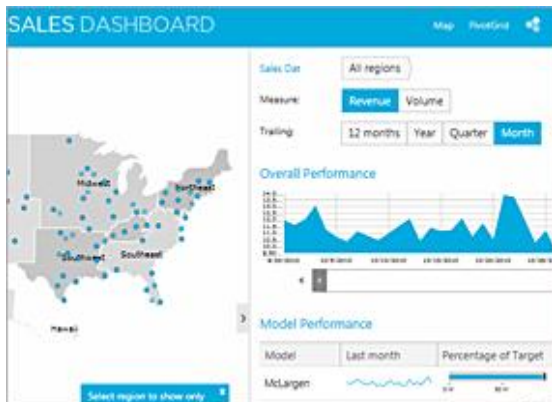 SALES DASHBOARD
Map PivotGrid
Sales Dat All regions
Measure: Revenue Volume
Trailing: 12 months Year Quarter Month
Midwest
Northeast
Southwest
Southeast
Hawaii
Select region to show only
Overall Performance
Model Performance
Model Last month Percentage of Target
McLargen